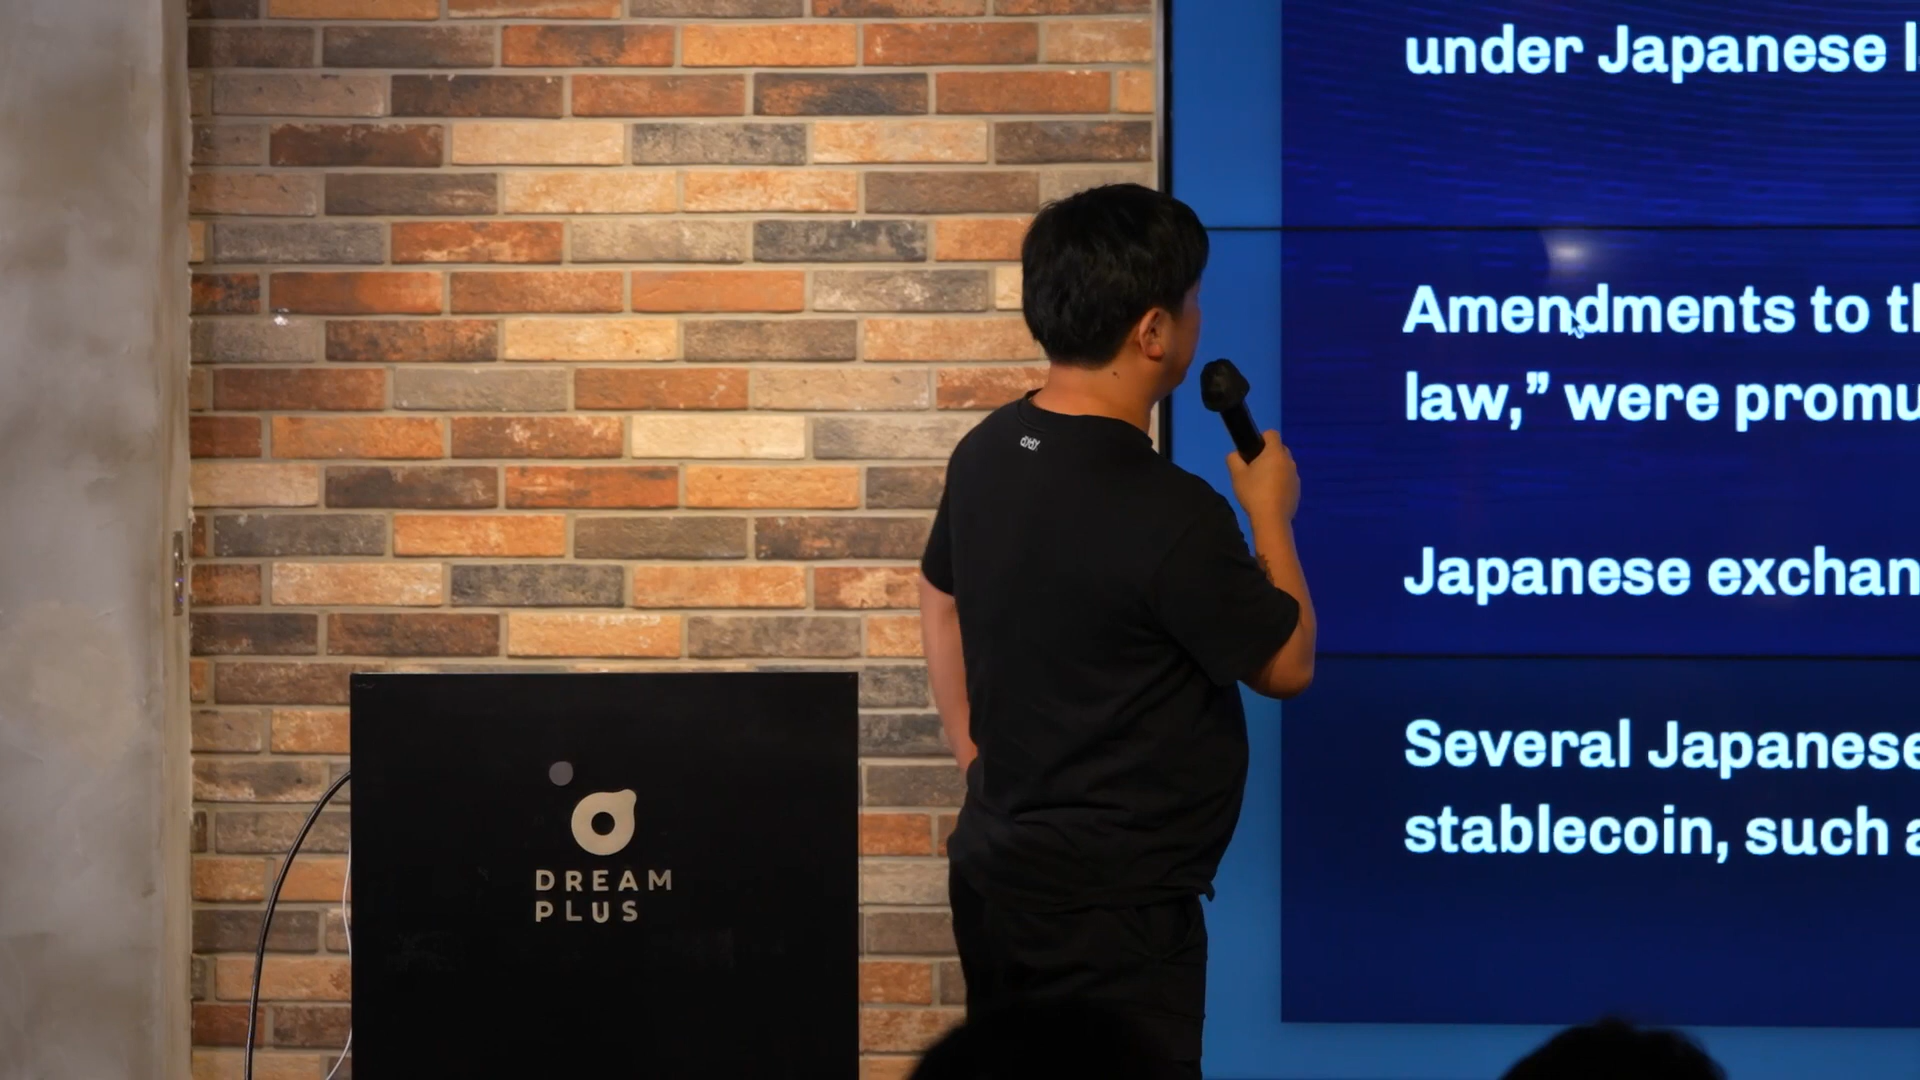 under Japanese
Amendments to
law,” were
Japanese
Several Japanese
stablecoin, such
DREAM
PLUS